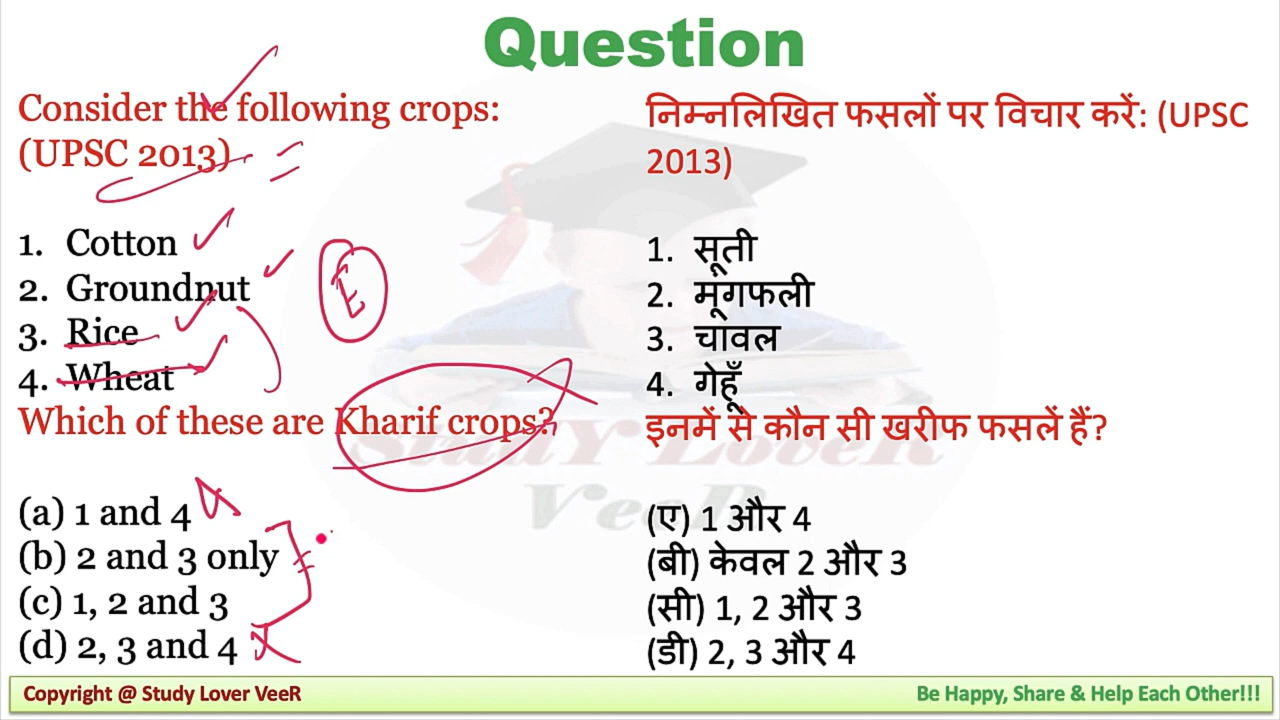 Question
Consider the following crops:
(UPSC 2013)
1. Cotton
2. Groundnut
3. Rice
4. Wheat
Which of these are Kharif crops?
(a) 1 and 4
(b) 2 and 3 only
(c) 1, 2 and 3
(d) 2, 3 and 4
निम्नलिखित फसलों पर विचार करें: (UPSC
2013)
1. सूती
2. मूंगफली
3. चावल
4. गेहूँ
इनमें से कौन सी खरीफ फसलें हैं?
(ए) 1 और 4
(बी) केवल 2 और 3
(सी) 1, 2 और 3
(डी) 2, 3 और 4
StudY LoveR
VeeR
E
Copyright @ Study Lover VeeR
Be Happy, Share & Help Each Other!!!